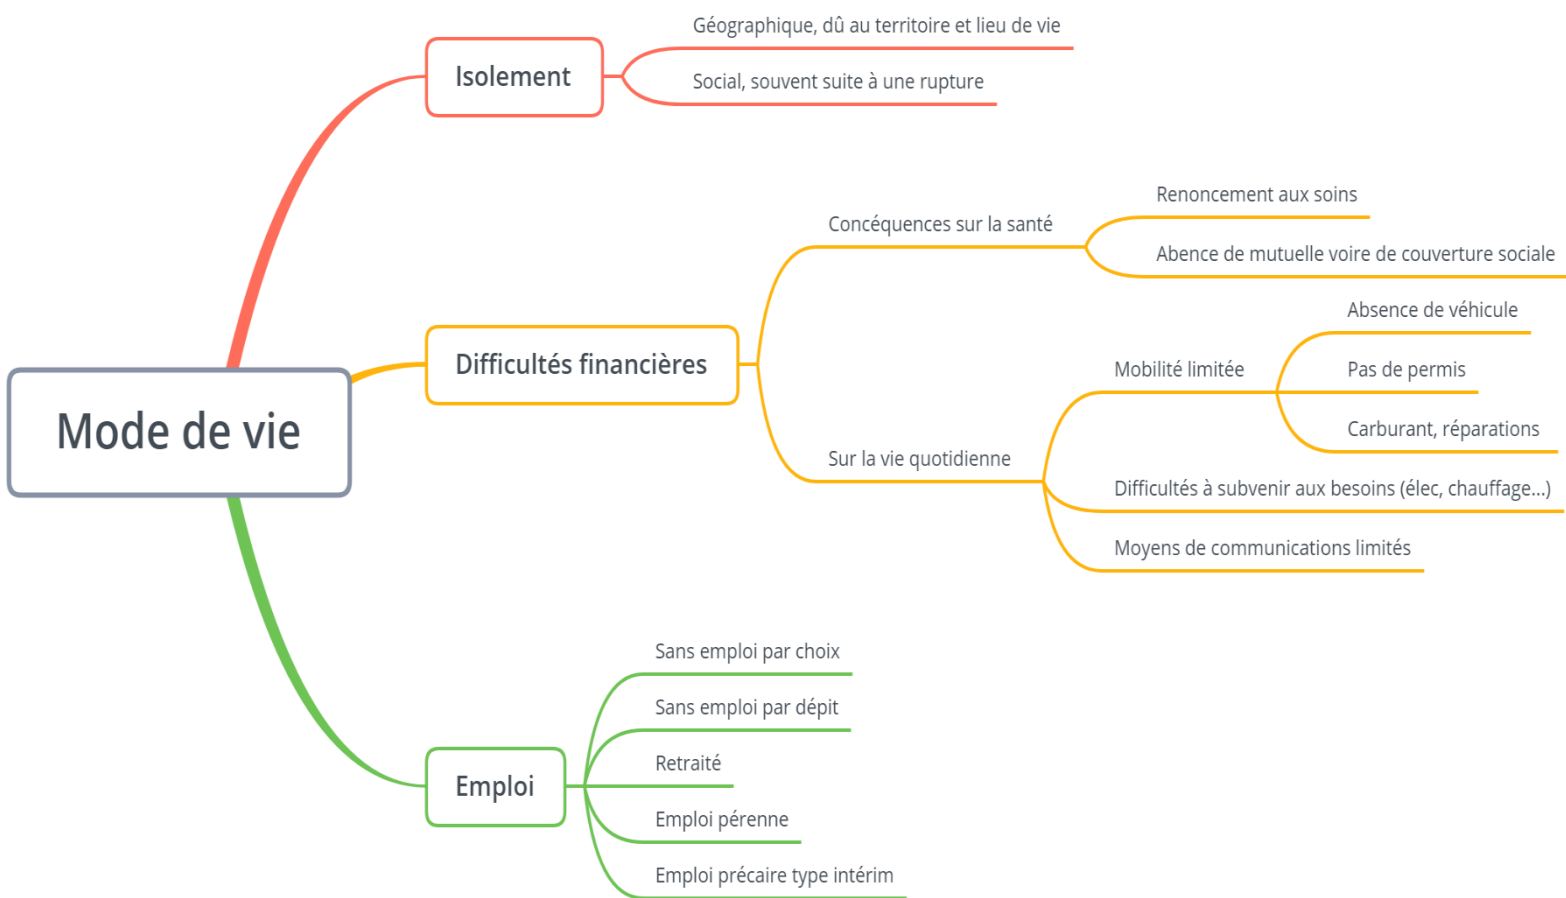 Mode de vie
Isolement
Géographique, dû au territoire et lieu de vie
Social, souvent suite à une rupture
Difficultés financières
Concéquences sur la santé
Renoncement aux soins
Abence de mutuelle voire de couverture sociale
Sur la vie quotidienne
Mobilité limitée
Absence de véhicule
Pas de permis
Carburant, réparations
Difficultés à subvenir aux besoins (élec, chauffage...)
Moyens de communications limités
Emploi
Sans emploi par choix
Sans emploi par dépit
Retraité
Emploi pérenne
Emploi précaire type intérim